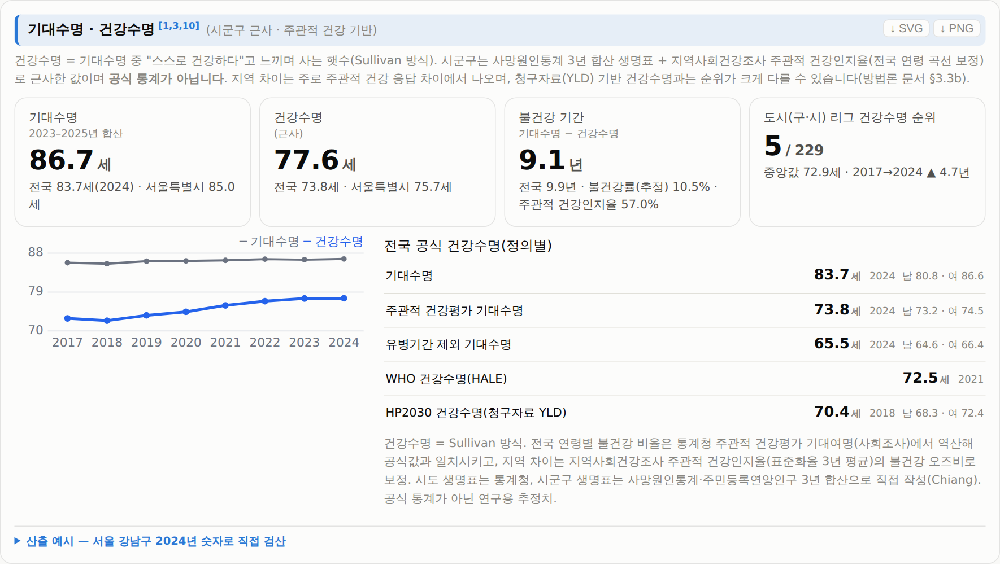 기대수명 · 건강수명 [1,3,10] (시군구 근사 · 주관적 건강 기반)
↓ SVG
↓ PNG
건강수명 = 기대수명 중 "스스로 건강하다"고 느끼며 사는 햇수(Sullivan 방식). 시군구는 사망원인통계 3년 합산 생명표 + 지역사회건강조사 주관적 건강인지율(전국 연령 곡선 보정)
로 근사한 값이며 공식 통계가 아닙니다. 지역 차이는 주로 주관적 건강 응답 차이에서 나오며, 청구자료(YLD) 기반 건강수명과는 순위가 크게 다를 수 있습니다(방법론 문서 §3.3b).
기대수명
2023–2025년 합산
86.7 세
전국 83.7세(2024) · 서울특별시 85.0
세
건강수명
(근사)
77.6 세
전국 73.8세 · 서울특별시 75.7세
불건강 기간
기대수명 − 건강수명
9.1 년
전국 9.9년 · 불건강률(추정) 10.5% ·
주관적 건강인지율 57.0%
도시(구·시) 리그 건강수명 순위
5 / 229
중앙값 72.9세 · 2017→2024 ▲ 4.7년
─ 기대수명 ─ 건강수명
88
79
70
2017 2018 2019 2020 2021 2022 2023 2024
전국 공식 건강수명(정의별)
기대수명 83.7 세 2024 남 80.8 · 여 86.6
주관적 건강평가 기대수명 73.8 세 2024 남 73.2 · 여 74.5
유병기간 제외 기대수명 65.5 세 2024 남 64.6 · 여 66.4
WHO 건강수명(HALE) 72.5 세 2021
HP2030 건강수명(청구자료 YLD) 70.4 세 2018 남 68.3 · 여 72.4
건강수명 = Sullivan 방식. 전국 연령별 불건강 비율은 통계청 주관적 건강평가 기대여명(사회조사)에서 역산해
공식값과 일치시키고, 지역 차이는 지역사회건강조사 주관적 건강인지율(표준화율 3년 평균)의 불건강 오즈비로
보정. 시도 생명표는 통계청, 시군구 생명표는 사망원인통계·주민등록연앙인구 3년 합산으로 직접 작성(Chiang).
공식 통계가 아닌 연구용 추정치.
▶ 산출 예시 — 서울 강남구 2024년 숫자로 직접 검산